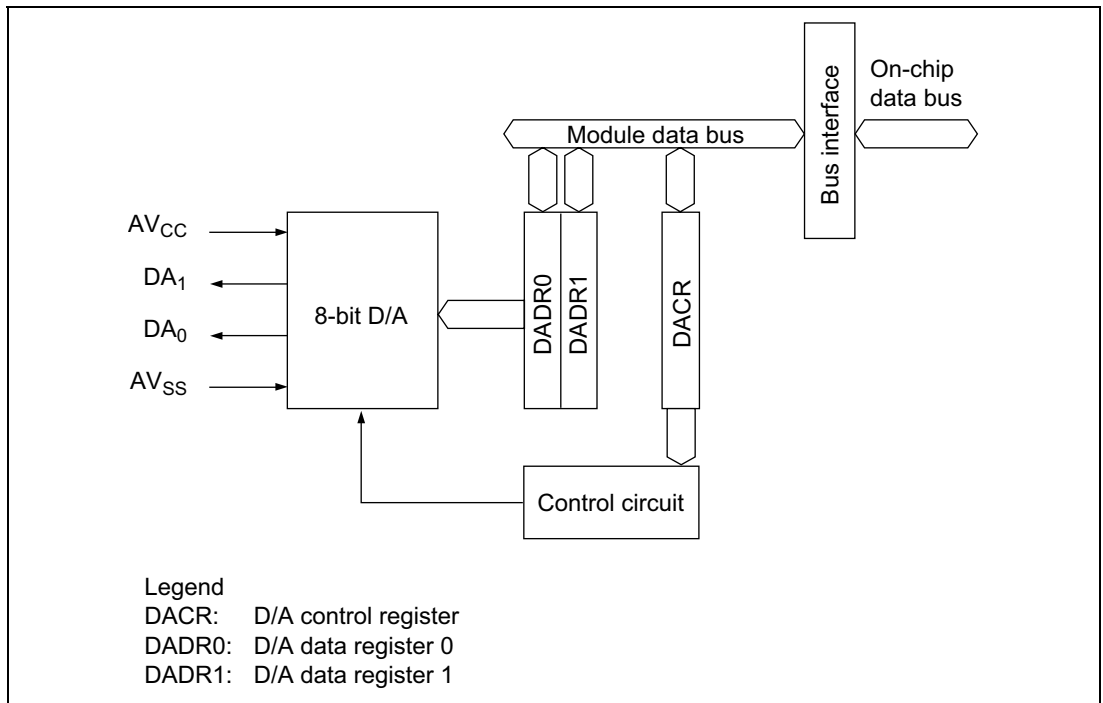 Bus interface
On-chip
data bus
Module data bus
AVCC
DA1
DA0
AVSS
8-bit D/A
DADR0
DADR1
DACR
Control circuit
Legend
DACR: D/A control register
DADR0: D/A data register 0
DADR1: D/A data register 1